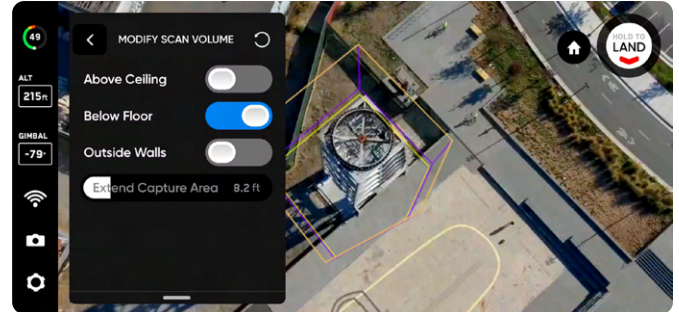 49
ALT
215ft
GIMBAL
-79°
MODIFY SCAN VOLUME
Above Ceiling
Below Floor
Outside Walls
Extend Capture Area 8.2 ft
HOLD TO
LAND